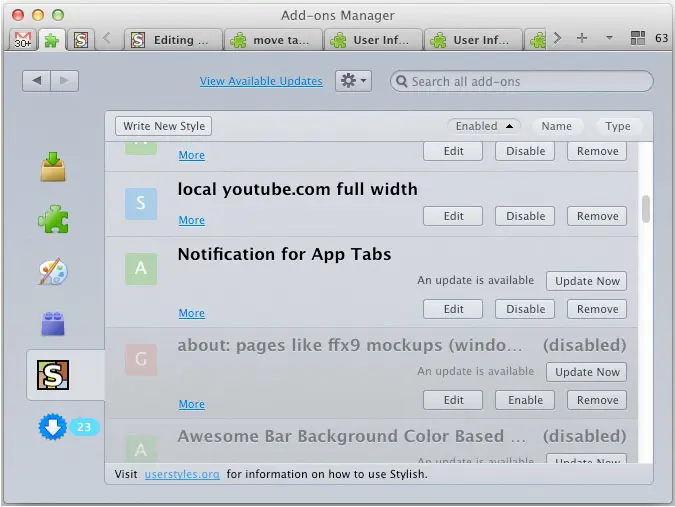 Add-ons Manager
30+
S
Editing ...
move ta...
User Inf...
User Inf...
63
View Available Updates
Search all add-ons
Write New Style
Enabled
Name
Type
More
Edit
Disable
Remove
S
local youtube.com full width
More
Edit
Disable
Remove
A
Notification for App Tabs
An update is available
Update Now
More
Edit
Disable
Remove
G
about: pages like ffx9 mockups (windo...
(disabled)
An update is available
Update Now
More
Edit
Enable
Remove
S
23
A
Awesome Bar Background Color Based ...
(disabled)
An update is available
Update Now
Visit userstyles.org for information on how to use Stylish.